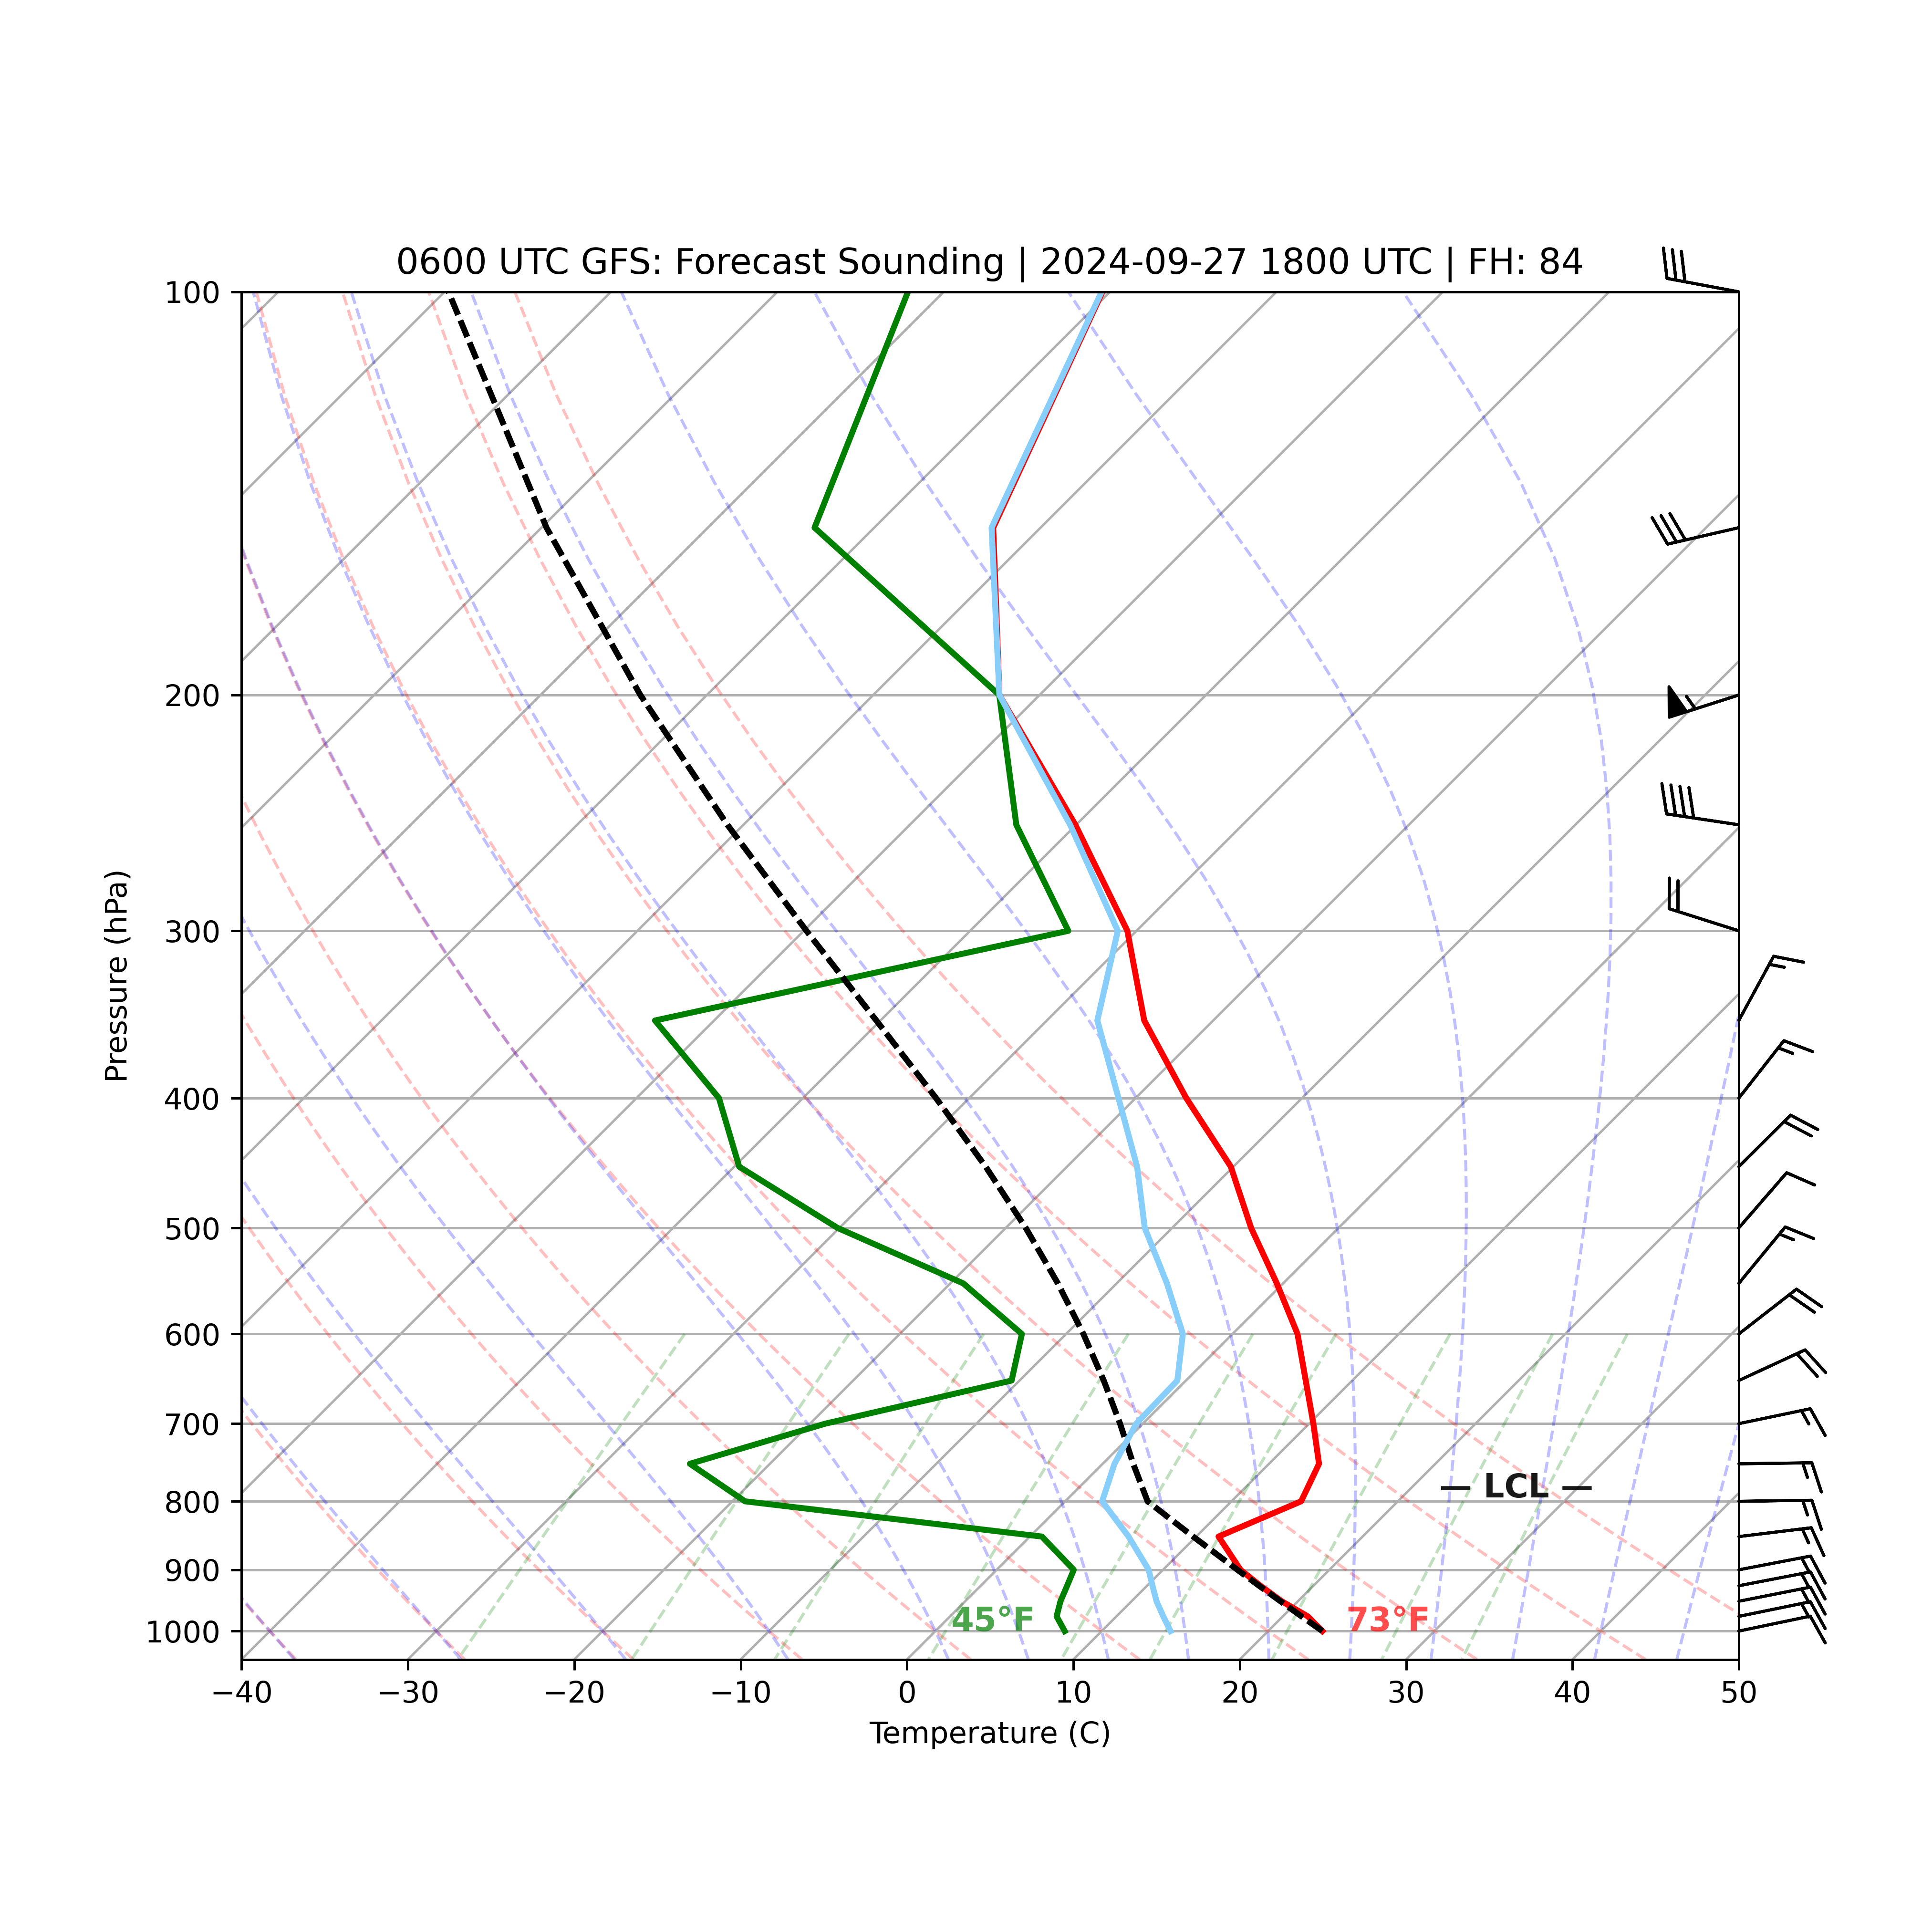 0600 UTC GFS: Forecast Sounding | 2024-09-27 1800 UTC | FH: 84
100
200
300
400
500
600
700
800
900
1000
Pressure (hPa)
— LCL —
45°F
73°F
−40 −30 −20 −10 0 10 20 30 40 50
Temperature (C)